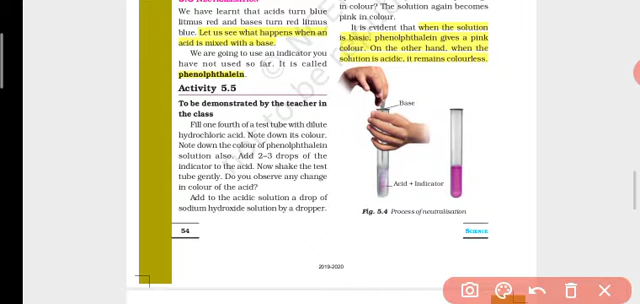 We have learnt that acids turn blue
litmus red and bases turn red litmus
blue. Let us see what happens when an
acid is mixed with a base.
We are going to use an indicator you
have not used so far. It is called
phenolphthalein.
Activity 5.5
To be demonstrated by the teacher in
the class
Fill one fourth of a test tube with dilute
hydrochloric acid. Note down its colour.
Note down the colour of phenolphthalein
solution also. Add 2–3 drops of the
indicator to the acid. Now shake the test
tube gently. Do you observe any change
in colour of the acid?
Add to the acidic solution a drop of
sodium hydroxide solution by a dropper.
54
in colour? The solution again becomes
pink in colour.
It is evident that when the solution
is basic, phenolphthalein gives a pink
colour. On the other hand, when the
solution is acidic, it remains colourless.
Base
Acid + Indicator
Fig. 5.4 Process of neutralisation
SCIENCE
2019-2020